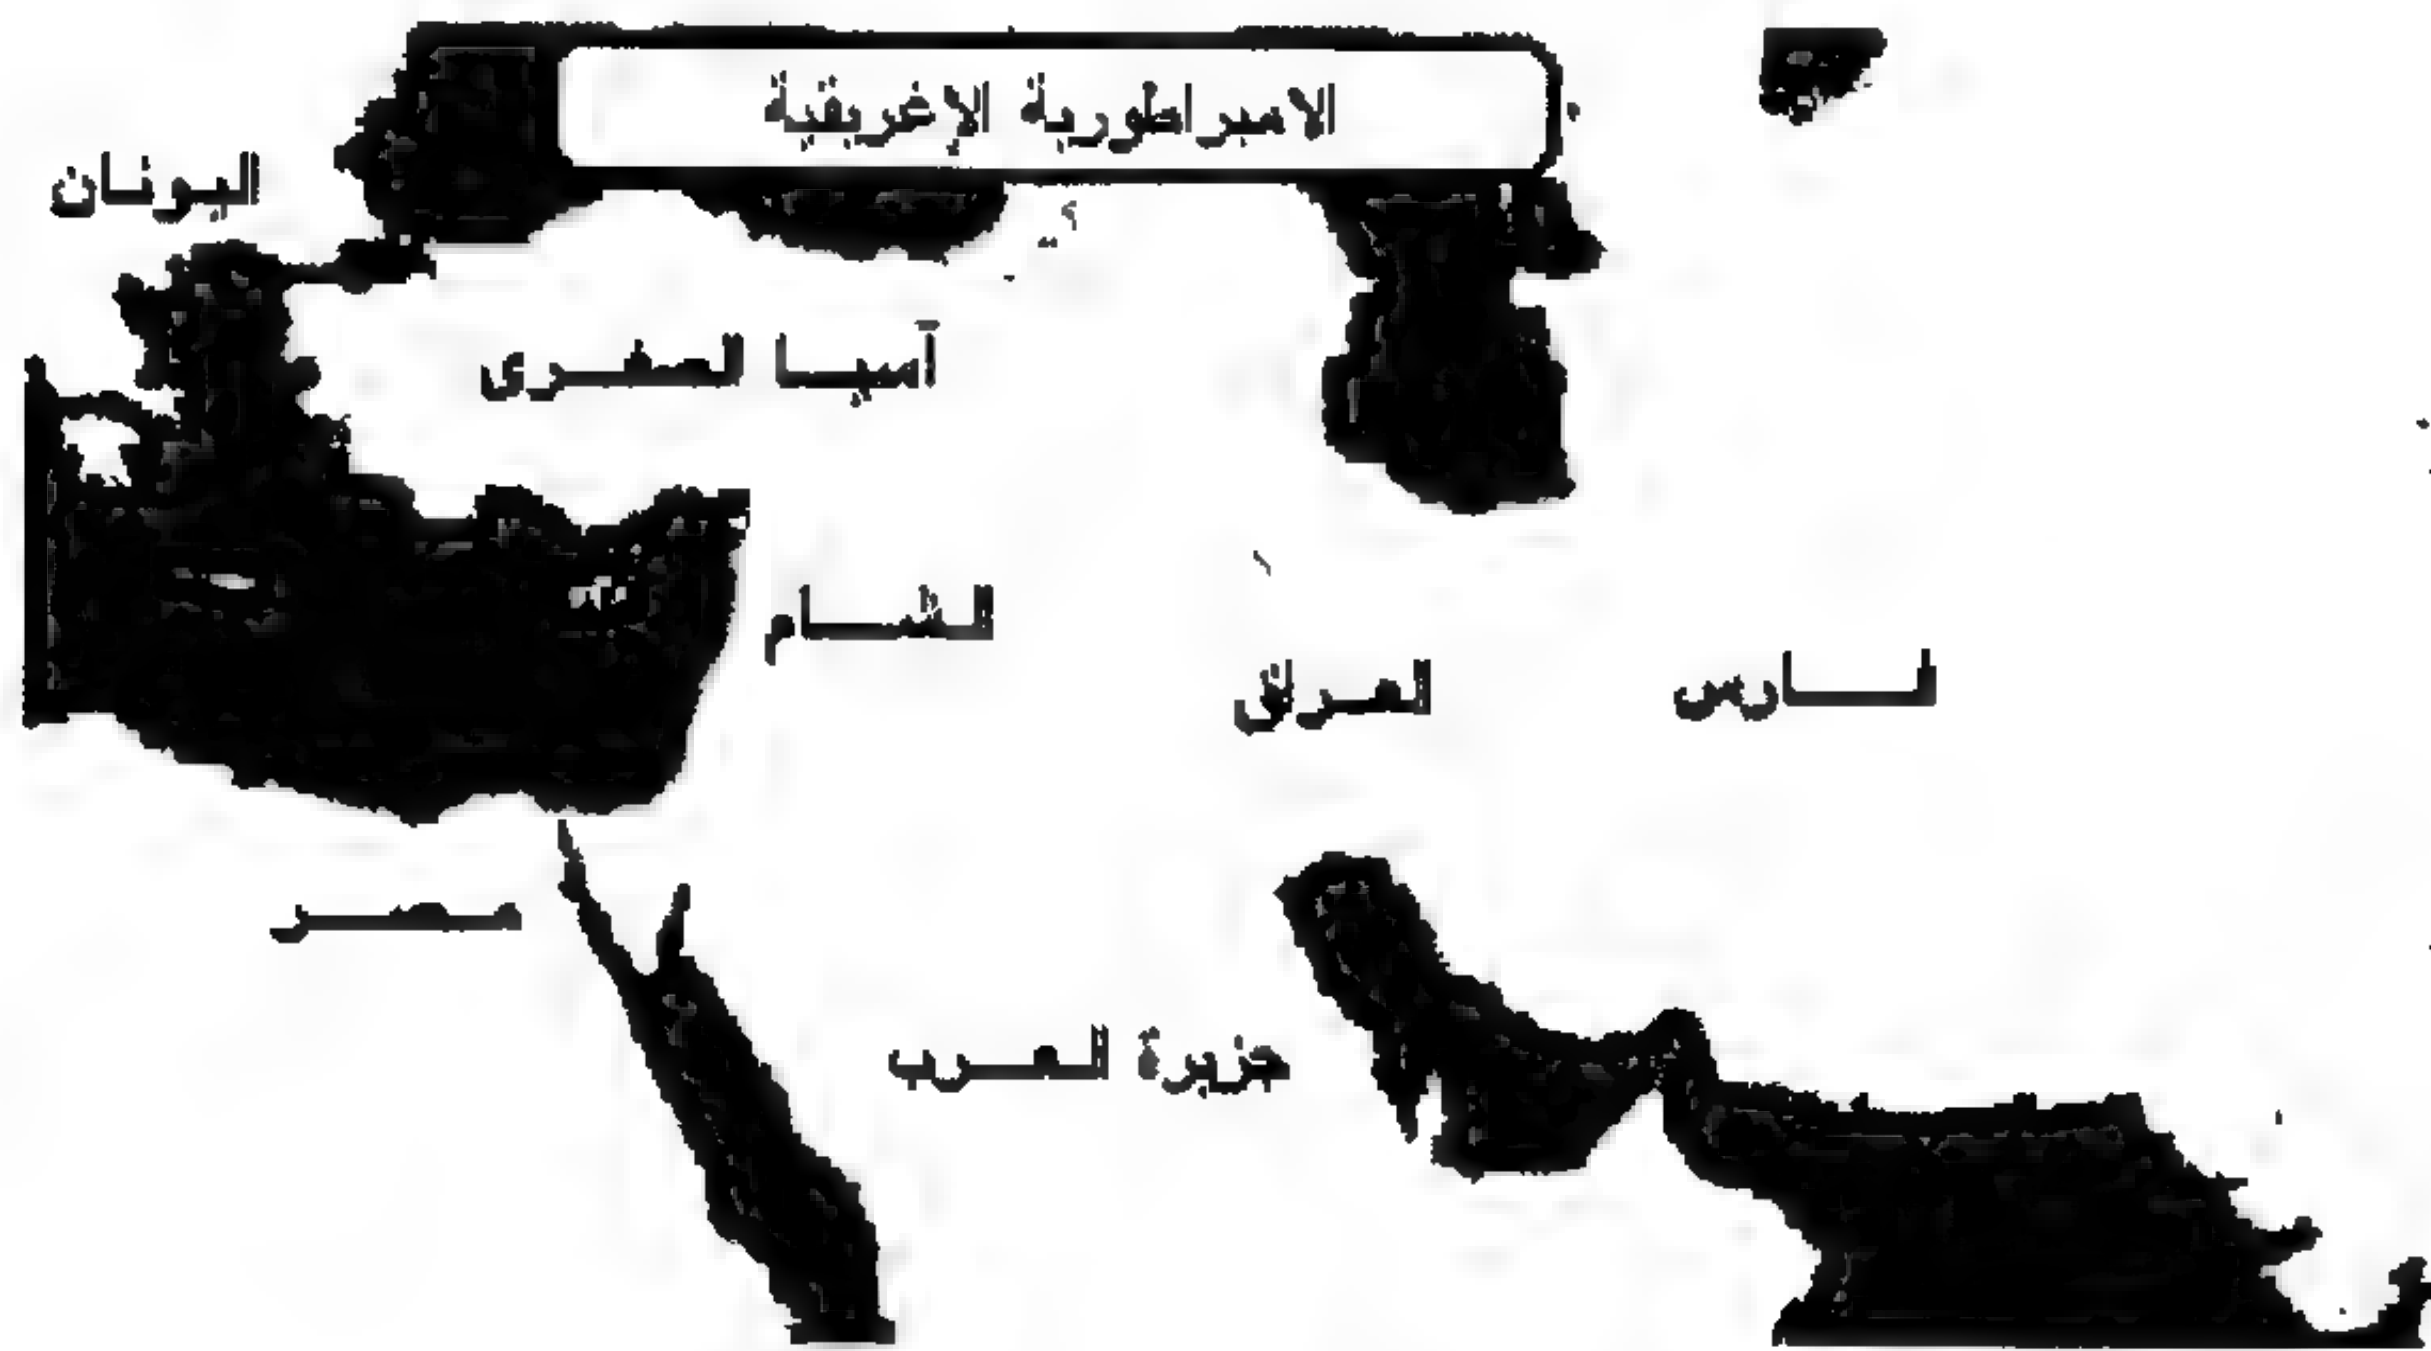 الامبراطورية الإغريقية
اليونان
آسيا الصغرى
الشام
العراق
فارس
مصر
جزيرة العرب